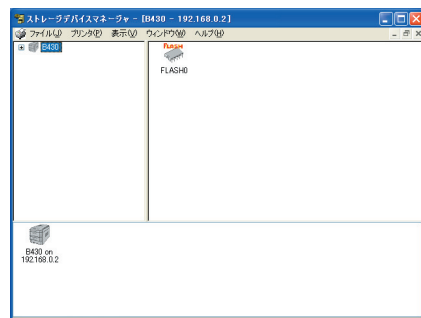 ストレージデバイスマネージャ - [B430 - 192.168.0.2]
ファイル(J) プリンタ(P) 表示(V) ウィンドウ(W) ヘルプ(H)
B430
FLASH
FLASH0
B430 on
192.168.0.2